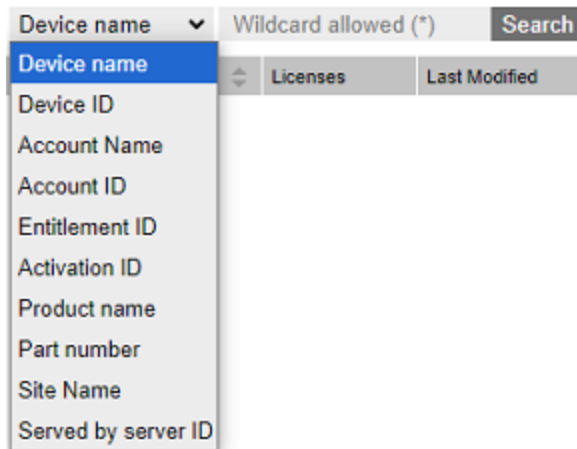 Device name Wildcard allowed (*) Search
Device name Licenses Last Modified
Device ID
Account Name
Account ID
Entitlement ID
Activation ID
Product name
Part number
Site Name
Served by server ID